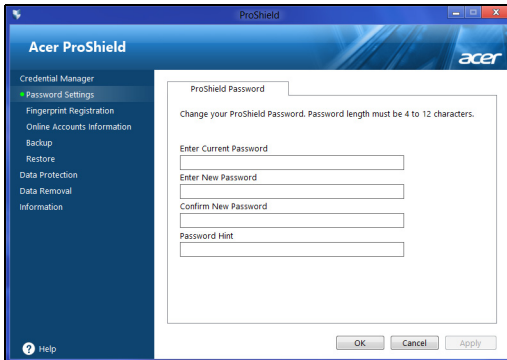 ProShield
Acer ProShield
acer
Credential Manager
Password Settings
Fingerprint Registration
Online Accounts Information
Backup
Restore
Data Protection
Data Removal
Information
Help
ProShield Password
Change your ProShield Password. Password length must be 4 to 12 characters.
Enter Current Password
Enter New Password
Confirm New Password
Password Hint
OK
Cancel
Apply